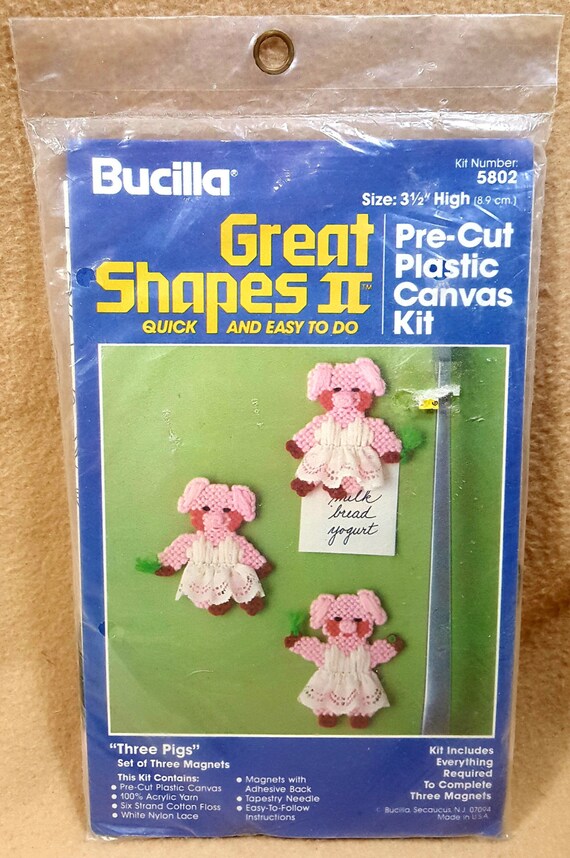 Bucilla®
Kit Number:
5802
Size: 3½" High (8.9 cm.)
Great
Shapes II™
QUICK AND EASY TO DO
Pre-Cut
Plastic
Canvas
Kit
milk
bread
yogurt
"Three Pigs"
Set of Three Magnets
This Kit Contains:
• Pre-Cut Plastic Canvas
• 100% Acrylic Yarn
• Six Strand Cotton Floss
• White Nylon Lace
• Magnets with
Adhesive Back
• Tapestry Needle
• Easy-To-Follow
Instructions
Kit Includes
Everything
Required
To Complete
Three Magnets
© Bucilla, Secaucus, N.J. 07094
Made in U.S.A.